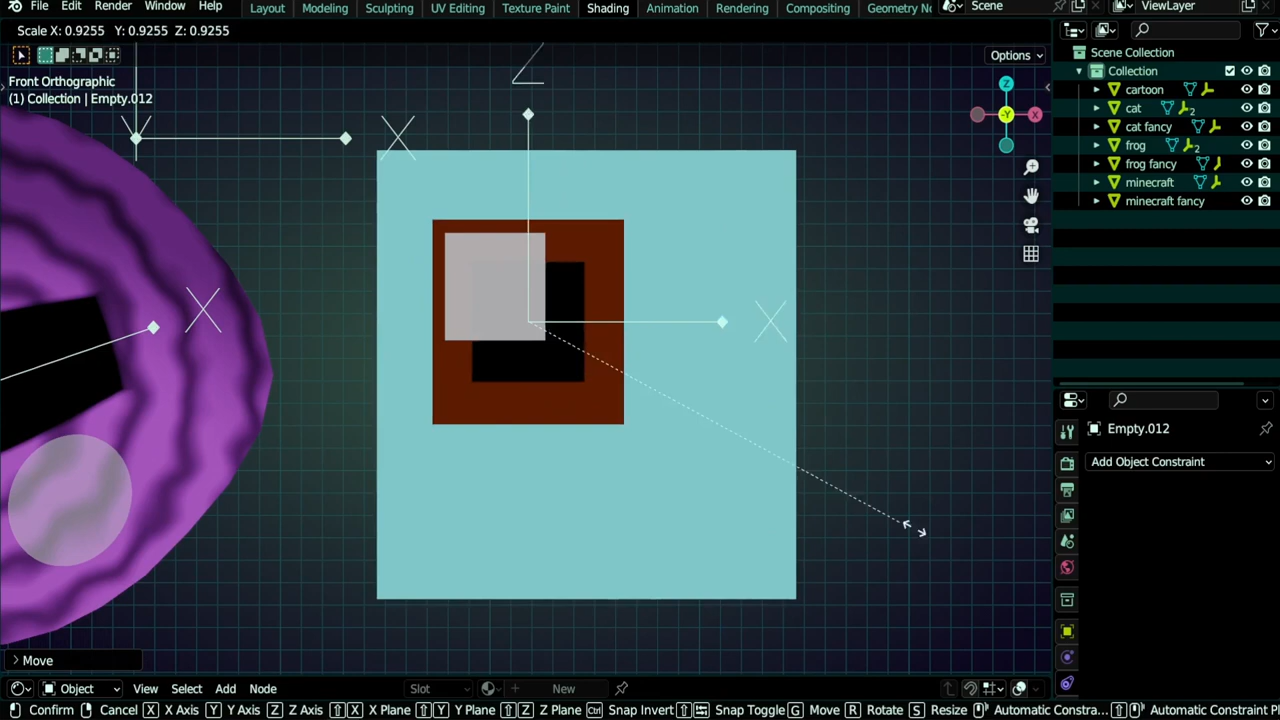 File Edit Render Window Help Layout Modeling Sculpting UV Editing Texture Paint Shading Animation Rendering Compositing Geometry No Scene ViewLayer
Scale X: 0.9255 Y: 0.9255 Z: 0.9255
Options
Front Orthographic
(1) Collection | Empty.012
Z
X
X
X
Z
-Y
X
Scene Collection
Collection
cartoon
cat 2
cat fancy
frog 2
frog fancy
minecraft
minecraft fancy
Empty.012
Add Object Constraint
Move
Object View Select Add Node Slot New
Confirm Cancel X X Axis Y Y Axis Z Z Axis X X Plane Y Y Plane Z Z Plane Ctrl Snap Invert Snap Toggle G Move R Rotate S Resize Automatic Constra... Automatic Constraint P